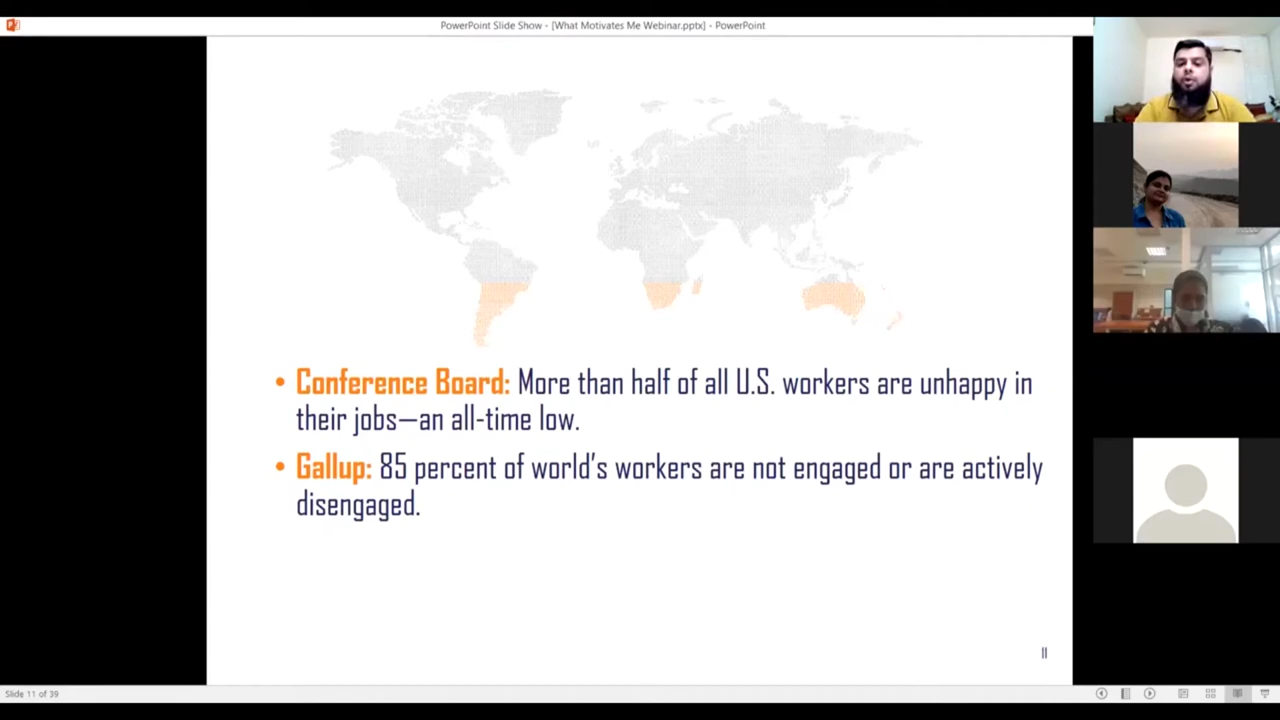 PowerPoint Slide Show - [What Motivates Me Webinar.pptx] - PowerPoint
• Conference Board: More than half of all U.S. workers are unhappy in
their jobs—an all-time low.
• Gallup: 85 percent of world's workers are not engaged or are actively
disengaged.
11
Slide 11 of 39